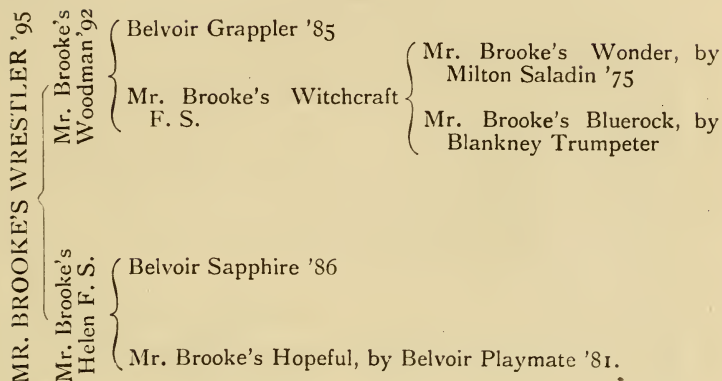 MR. BROOKE'S WRESTLER '95
Mr. Brooke's
Woodman '92
Belvoir Grappler '85
Mr. Brooke's Witchcraft
F. S.
Mr. Brooke's Wonder, by
Milton Saladin '75
Mr. Brooke's Bluerock, by
Blankney Trumpeter
Mr. Brooke's
Helen F. S.
Belvoir Sapphire '86
Mr. Brooke's Hopeful, by Belvoir Playmate '81.